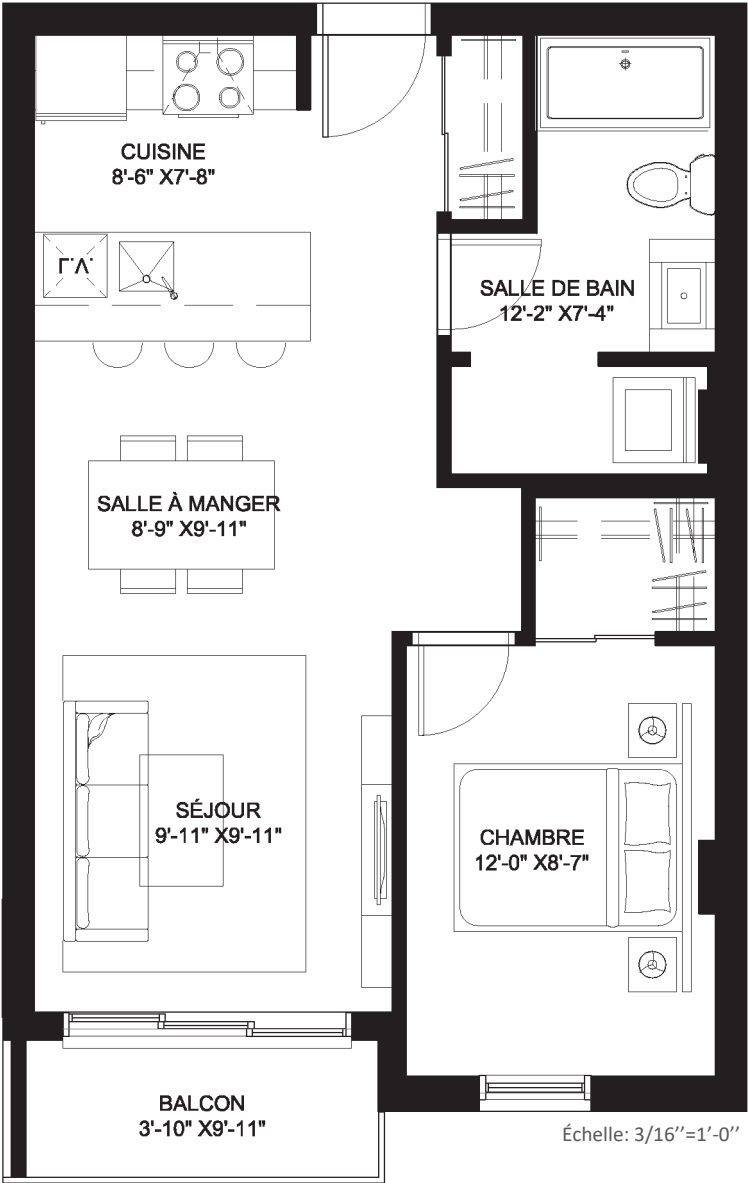 CUISINE
8'-6" X7'-8"
L.V.
SALLE DE BAIN
12'-2" X7'-4"
SALLE À MANGER
8'-9" X9'-11"
SÉJOUR
9'-11" X9'-11"
CHAMBRE
12'-0" X8'-7"
BALCON
3'-10" X9'-11"
Échelle: 3/16’’=1’-0’’